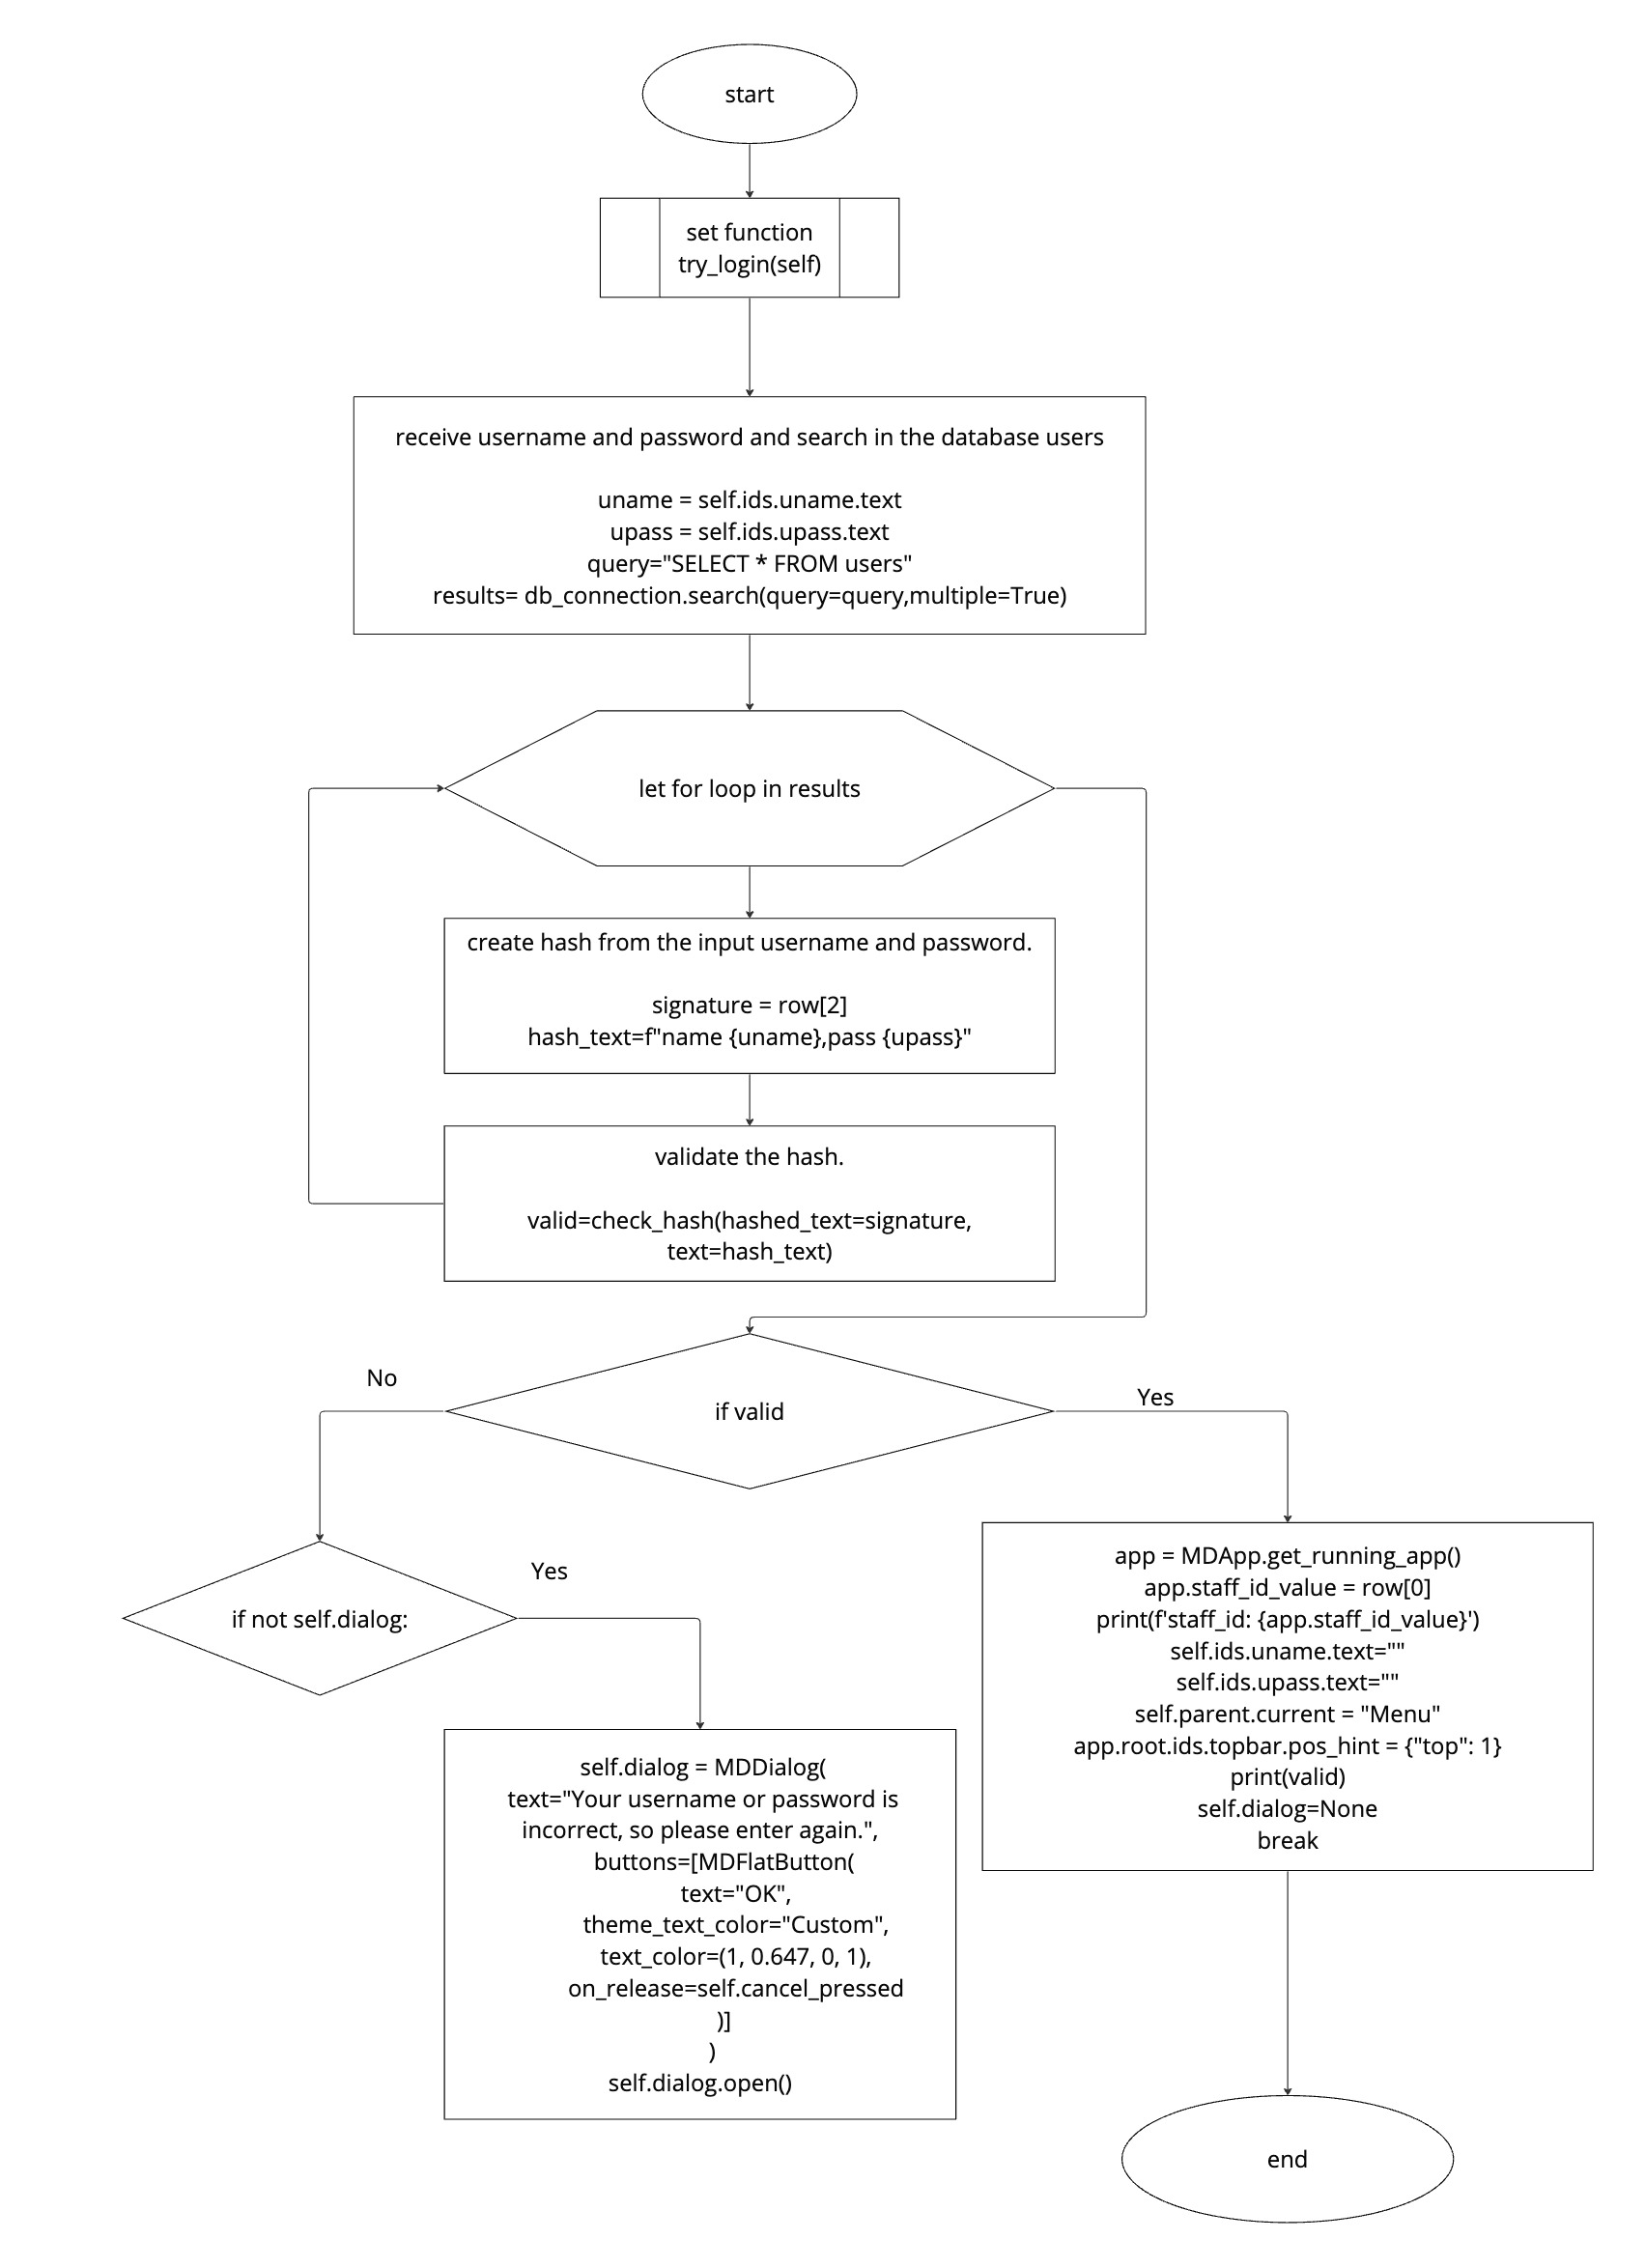 start
set function
try_login(self)
receive username and password and search in the database users
uname = self.ids.uname.text
upass = self.ids.upass.text
query="SELECT * FROM users"
results= db_connection.search(query=query,multiple=True)
let for loop in results
create hash from the input username and password.
signature = row[2]
hash_text=f"name {uname},pass {upass}"
validate the hash.
valid=check_hash(hashed_text=signature,
text=hash_text)
if valid
No
Yes
if not self.dialog:
Yes
self.dialog = MDDialog(
text="Your username or password is
incorrect, so please enter again.",
buttons=[MDFlatButton(
text="OK",
theme_text_color="Custom",
text_color=(1, 0.647, 0, 1),
on_release=self.cancel_pressed
)]
)
self.dialog.open()
app = MDApp.get_running_app()
app.staff_id_value = row[0]
print(f'staff_id: {app.staff_id_value}')
self.ids.uname.text=""
self.ids.upass.text=""
self.parent.current = "Menu"
app.root.ids.topbar.pos_hint = {"top": 1}
print(valid)
self.dialog=None
break
end